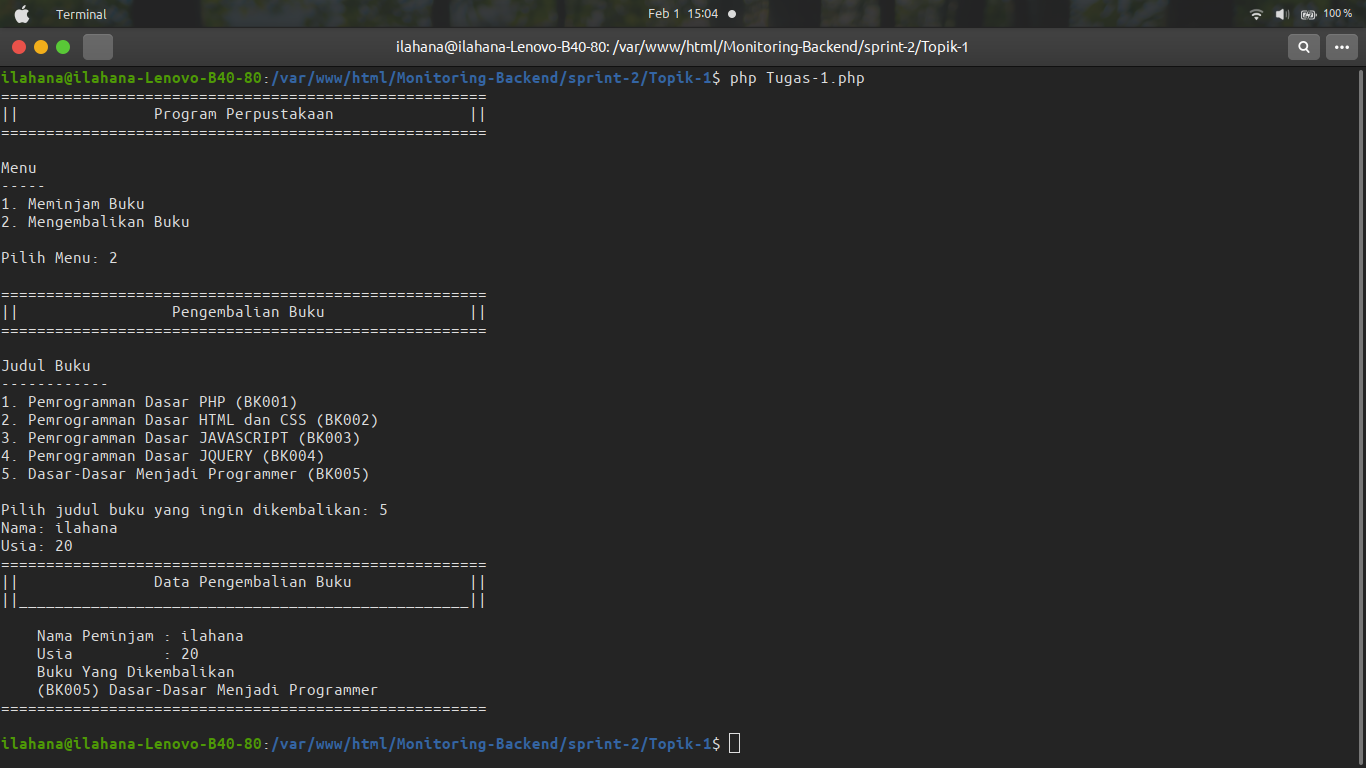 Terminal
Feb 1 15:04
100 %
ilahana@ilahana-Lenovo-B40-80: /var/www/html/Monitoring-Backend/sprint-2/Topik-1
ilahana@ilahana-Lenovo-B40-80:/var/www/html/Monitoring-Backend/sprint-2/Topik-1$ php Tugas-1.php
======================================================
||               Program Perpustakaan               ||
======================================================
Menu
-----
1. Meminjam Buku
2. Mengembalikan Buku
Pilih Menu: 2
======================================================
||                 Pengembalian Buku                ||
======================================================
Judul Buku
------------
1. Pemrogramman Dasar PHP (BK001)
2. Pemrogramman Dasar HTML dan CSS (BK002)
3. Pemrogramman Dasar JAVASCRIPT (BK003)
4. Pemrogramman Dasar JQUERY (BK004)
5. Dasar-Dasar Menjadi Programmer (BK005)
Pilih judul buku yang ingin dikembalikan: 5
Nama: ilahana
Usia: 20
======================================================
||               Data Pengembalian Buku             ||
||__________________________________________________||
    Nama Peminjam : ilahana
    Usia          : 20
    Buku Yang Dikembalikan
    (BK005) Dasar-Dasar Menjadi Programmer
======================================================
ilahana@ilahana-Lenovo-B40-80:/var/www/html/Monitoring-Backend/sprint-2/Topik-1$